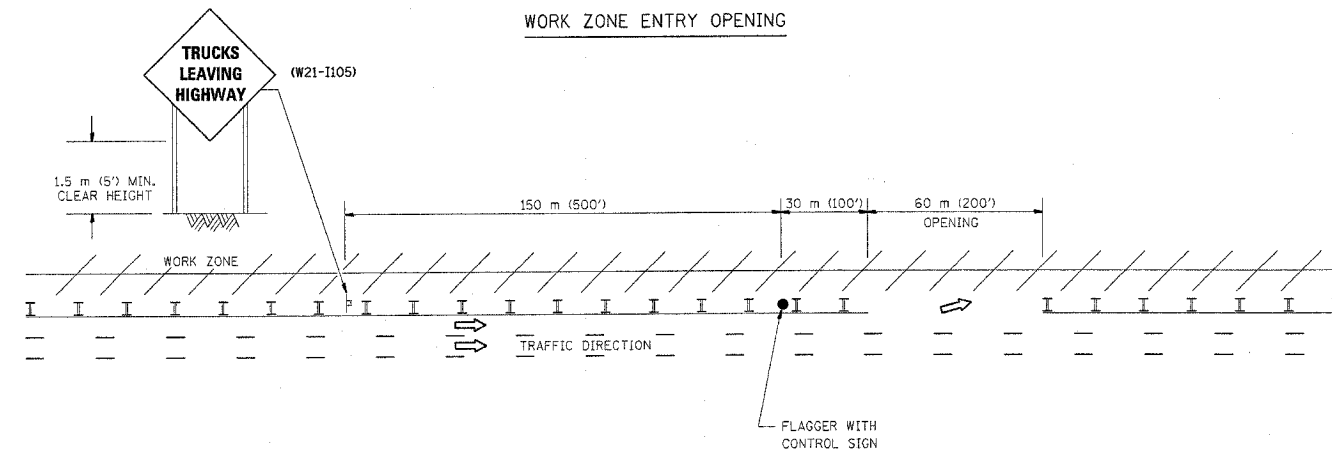 WORK ZONE ENTRY OPENING
TRUCKS
LEAVING
HIGHWAY
(W21-I105)
1.5 m (5') MIN.
CLEAR HEIGHT
150 m (500')
30 m (100')
60 m (200')
OPENING
WORK ZONE
TRAFFIC DIRECTION
FLAGGER WITH
CONTROL SIGN